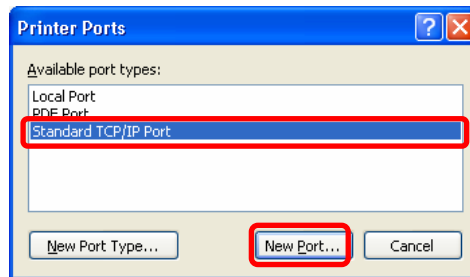 Printer Ports
Available port types:
Local Port
PDF Port
Standard TCP/IP Port
New Port Type...
New Port...
Cancel